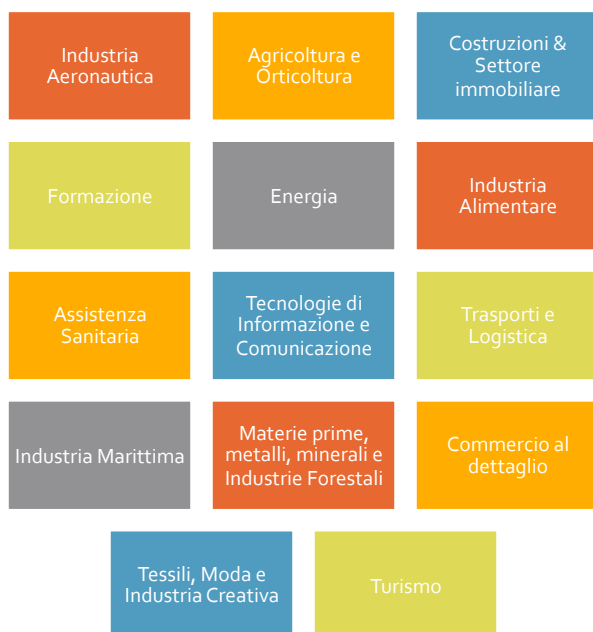 Industria
Aeronautica
Agricoltura e
Orticoltura
Costruzioni &
Settore
immobiliare
Formazione
Energia
Industria
Alimentare
Assistenza
Sanitaria
Tecnologie di
Informazione e
Comunicazione
Trasporti e
Logistica
Industria Marittima
Materie prime,
metalli, minerali e
Industrie Forestali
Commercio al
dettaglio
Tessili, Moda e
Industria Creativa
Turismo